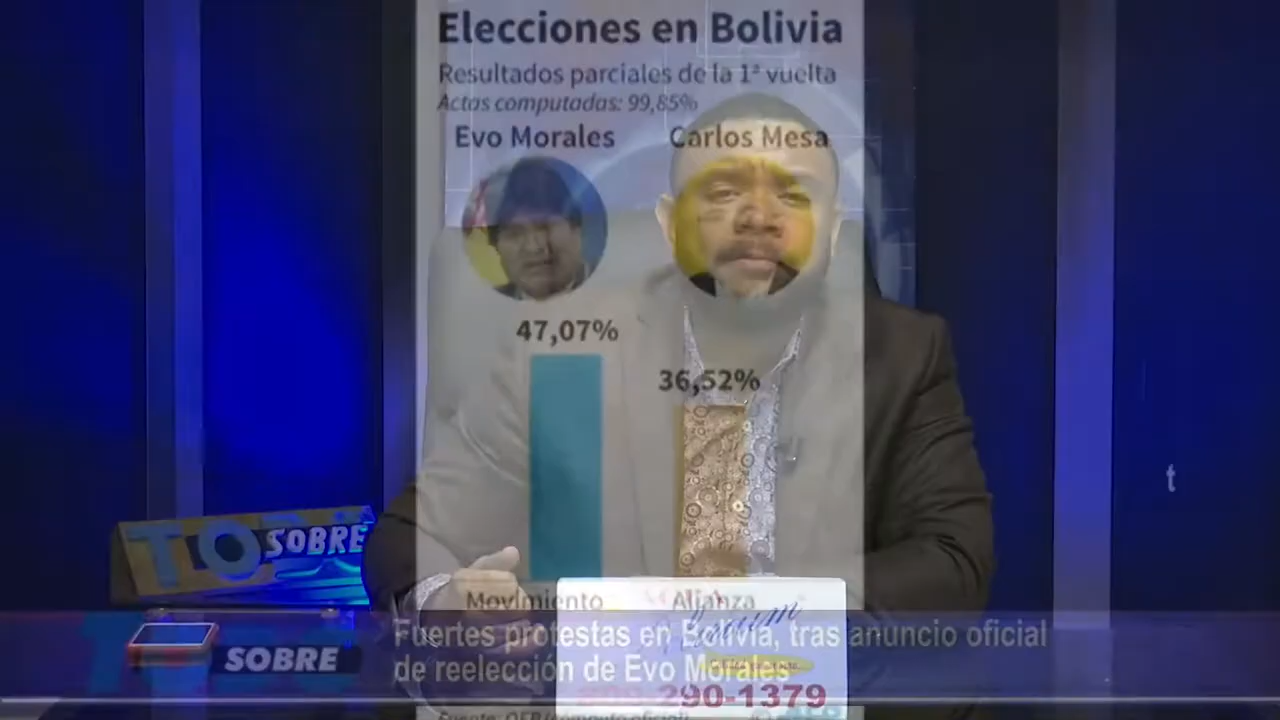 Elecciones en Bolivia
Resultados parciales de la 1ª vuelta
Actas computadas: 99,85%
Evo Morales
Carlos Mesa
47,07%
36,52%
t
TO
SOBRE
Movimiento
Alianza
Fuertes protestas en Bolivia, tras anuncio oficial
de reelección de Evo Morales
SOBRE
290-1379